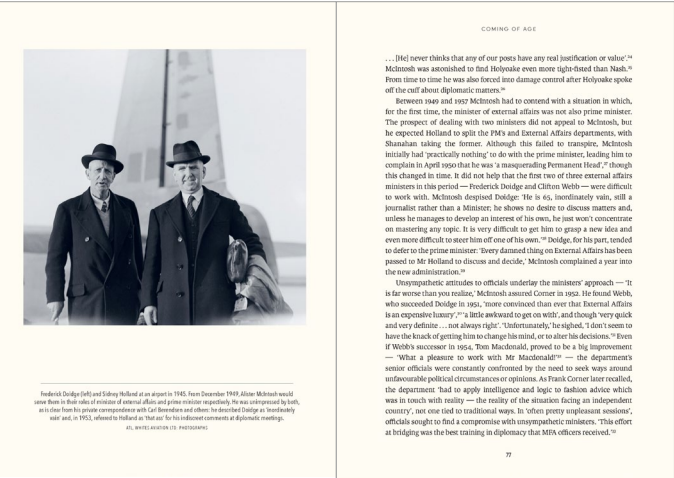 Frederick Doidge (left) and Sidney Holland at an airport in 1945. From December 1949, Alister McIntosh would
serve them in their roles of minister of external affairs and prime minister respectively. He was unimpressed by both,
as is clear from his private correspondence with Carl Berendsen and others: he described Doidge as 'inordinately
vain' and, in 1953, referred to Holland as 'that ass' for his indiscreet comments at diplomatic meetings.
ATL, WHITES AVIATION LTD: PHOTOGRAPHS
COMING OF AGE
. . . [He] never thinks that any of our posts have any real justification or value'.²⁴
McIntosh was astonished to find Holyoake even more tight-fisted than Nash.²⁵
From time to time he was also forced into damage control after Holyoake spoke
off the cuff about diplomatic matters.²⁶
Between 1949 and 1957 McIntosh had to contend with a situation in which,
for the first time, the minister of external affairs was not also prime minister.
The prospect of dealing with two ministers did not appeal to McIntosh, but
he expected Holland to split the PM's and External Affairs departments, with
Shanahan taking the former. Although this failed to transpire, McIntosh
initially had 'practically nothing' to do with the prime minister, leading him to
complain in April 1950 that he was 'a masquerading Permanent Head',²⁷ though
this changed in time. It did not help that the first two of three external affairs
ministers in this period — Frederick Doidge and Clifton Webb — were difficult
to work with. McIntosh despised Doidge: 'He is 65, inordinately vain, still a
journalist rather than a Minister; he shows no desire to discuss matters and,
unless he manages to develop an interest of his own, he just won't concentrate
on mastering any topic. It is very difficult to get him to grasp a new idea and
even more difficult to steer him off one of his own.'²⁸ Doidge, for his part, tended
to defer to the prime minister: 'Every damned thing on External Affairs has been
passed to Mr Holland to discuss and decide,' McIntosh complained a year into
the new administration.²⁹
Unsympathetic attitudes to officials underlay the ministers' approach — 'It
is far worse than you realize,' McIntosh assured Corner in 1952. He found Webb,
who succeeded Doidge in 1951, 'more convinced than ever that External Affairs
is an expensive luxury',³⁰ 'a little awkward to get on with', and though 'very quick
and very definite . . . not always right'. 'Unfortunately,' he sighed, 'I don't seem to
have the knack of getting him to change his mind, or to alter his decisions.'³¹ Even
if Webb's successor in 1954, Tom Macdonald, proved to be a big improvement
— 'What a pleasure to work with Mr Macdonald!'³² — the department's
senior officers were constantly confronted by the need to seek ways around
unfavourable political circumstances or opinions. As Frank Corner later recalled,
the department 'had to apply intelligence and logic to fashion advice which
was in touch with reality — the reality of the situation facing an independent
country', not one tied to traditional ways. In 'often pretty unpleasant sessions',
officials sought to find a compromise with unsympathetic ministers. 'This effort
at bridging was the best training in diplomacy that MFA officers received.'³³
77